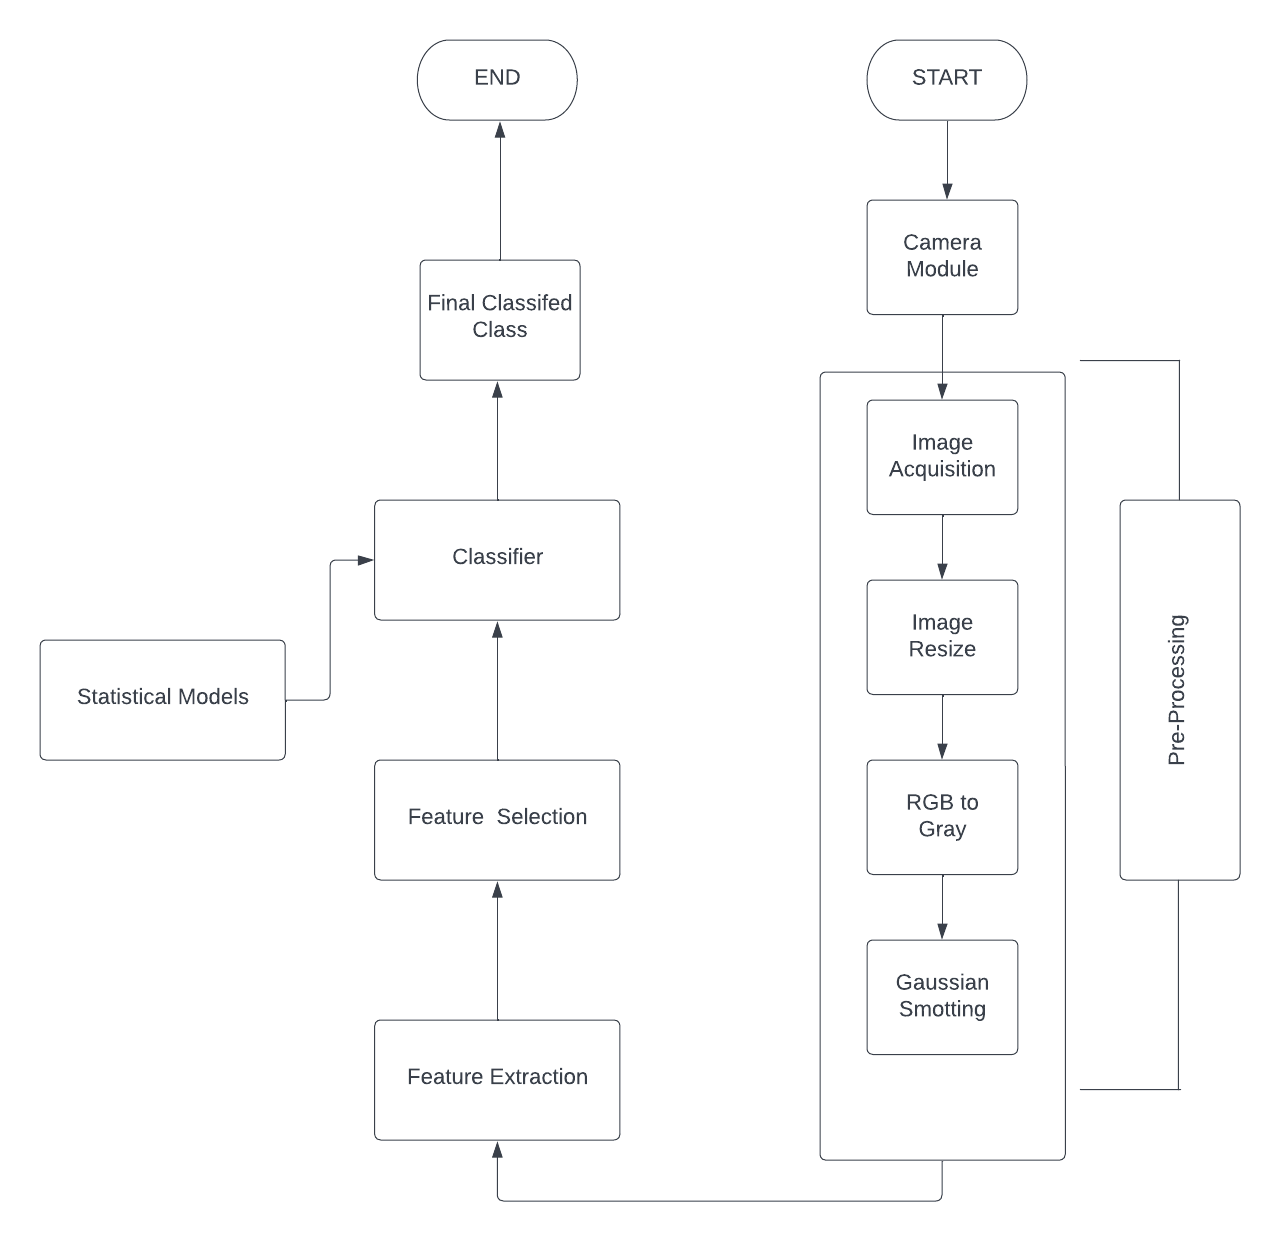 END
START
Camera
Module
Final Classifed
Class
Image
Acquisition
Classifier
Image
Resize
Pre-Processing
Statistical Models
RGB to
Gray
Feature  Selection
Gaussian
Smotting
Feature Extraction